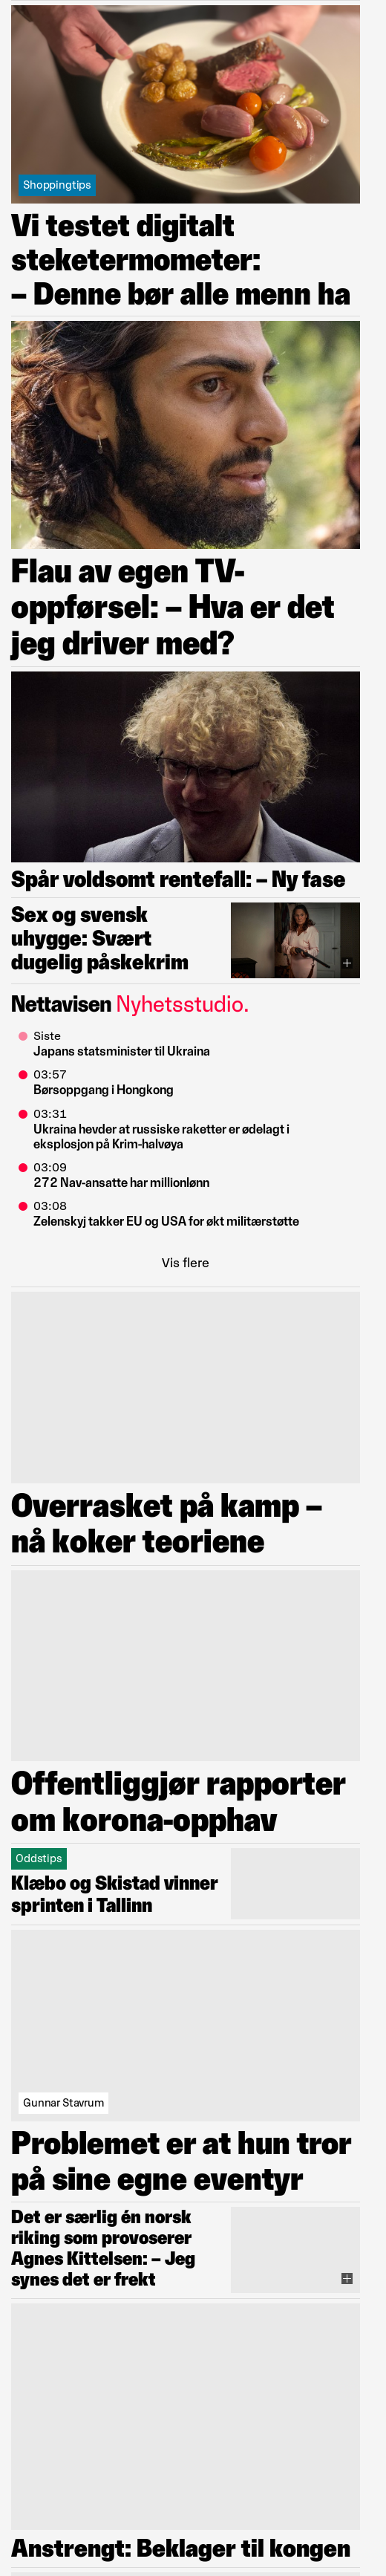 Shoppingtips
Vi testet digitalt
steketermometer:
– Denne bør alle menn ha
Flau av egen TV-
oppførsel: – Hva er det
jeg driver med?
Spår voldsomt rentefall: – Ny fase
Sex og svensk
uhygge: Svært
dugelig påskekrim
Nettavisen Nyhetsstudio.
Siste
Japans statsminister til Ukraina
03:57
Børsoppgang i Hongkong
03:31
Ukraina hevder at russiske raketter er ødelagt i
eksplosjon på Krim-halvøya
03:09
272 Nav-ansatte har millionlønn
03:08
Zelenskyj takker EU og USA for økt militærstøtte
Vis flere
Overrasket på kamp –
nå koker teoriene
Offentliggjør rapporter
om korona-opphav
Oddstips
Klæbo og Skistad vinner
sprinten i Tallinn
Gunnar Stavrum
Problemet er at hun tror
på sine egne eventyr
Det er særlig én norsk
riking som provoserer
Agnes Kittelsen: – Jeg
synes det er frekt
Anstrengt: Beklager til kongen